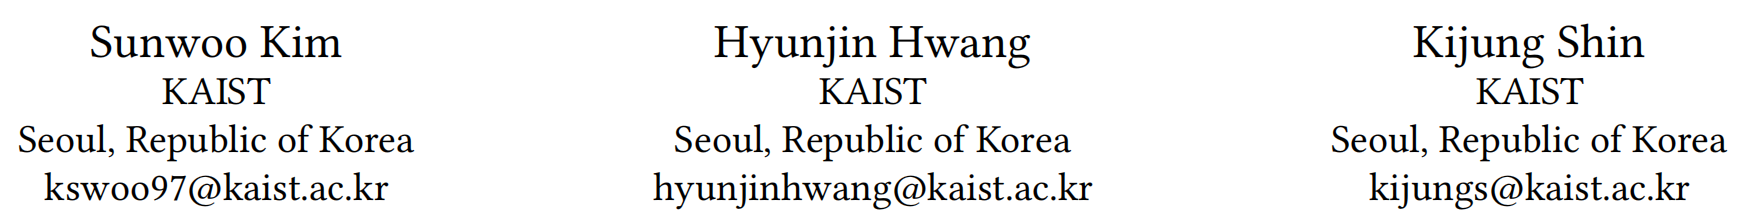 Sunwoo Kim
KAIST
Seoul, Republic of Korea
kswoo97@kaist.ac.kr
Hyunjin Hwang
KAIST
Seoul, Republic of Korea
hyunjinhwang@kaist.ac.kr
Kijung Shin
KAIST
Seoul, Republic of Korea
kijungs@kaist.ac.kr